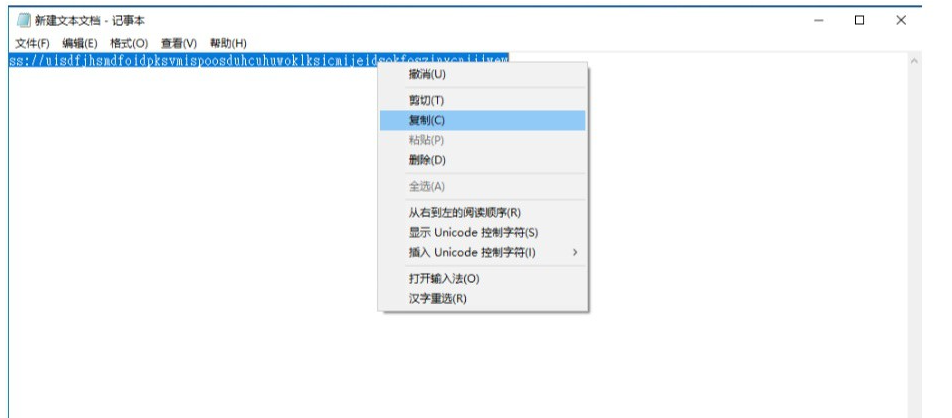 新建文本文档 - 记事本
文件(F) 编辑(E) 格式(O) 查看(V) 帮助(H)
撤消(U)
剪切(T)
复制(C)
粘贴(P)
删除(D)
全选(A)
从右到左的阅读顺序(R)
显示 Unicode 控制字符(S)
插入 Unicode 控制字符(I)
打开输入法(O)
汉字重选(R)